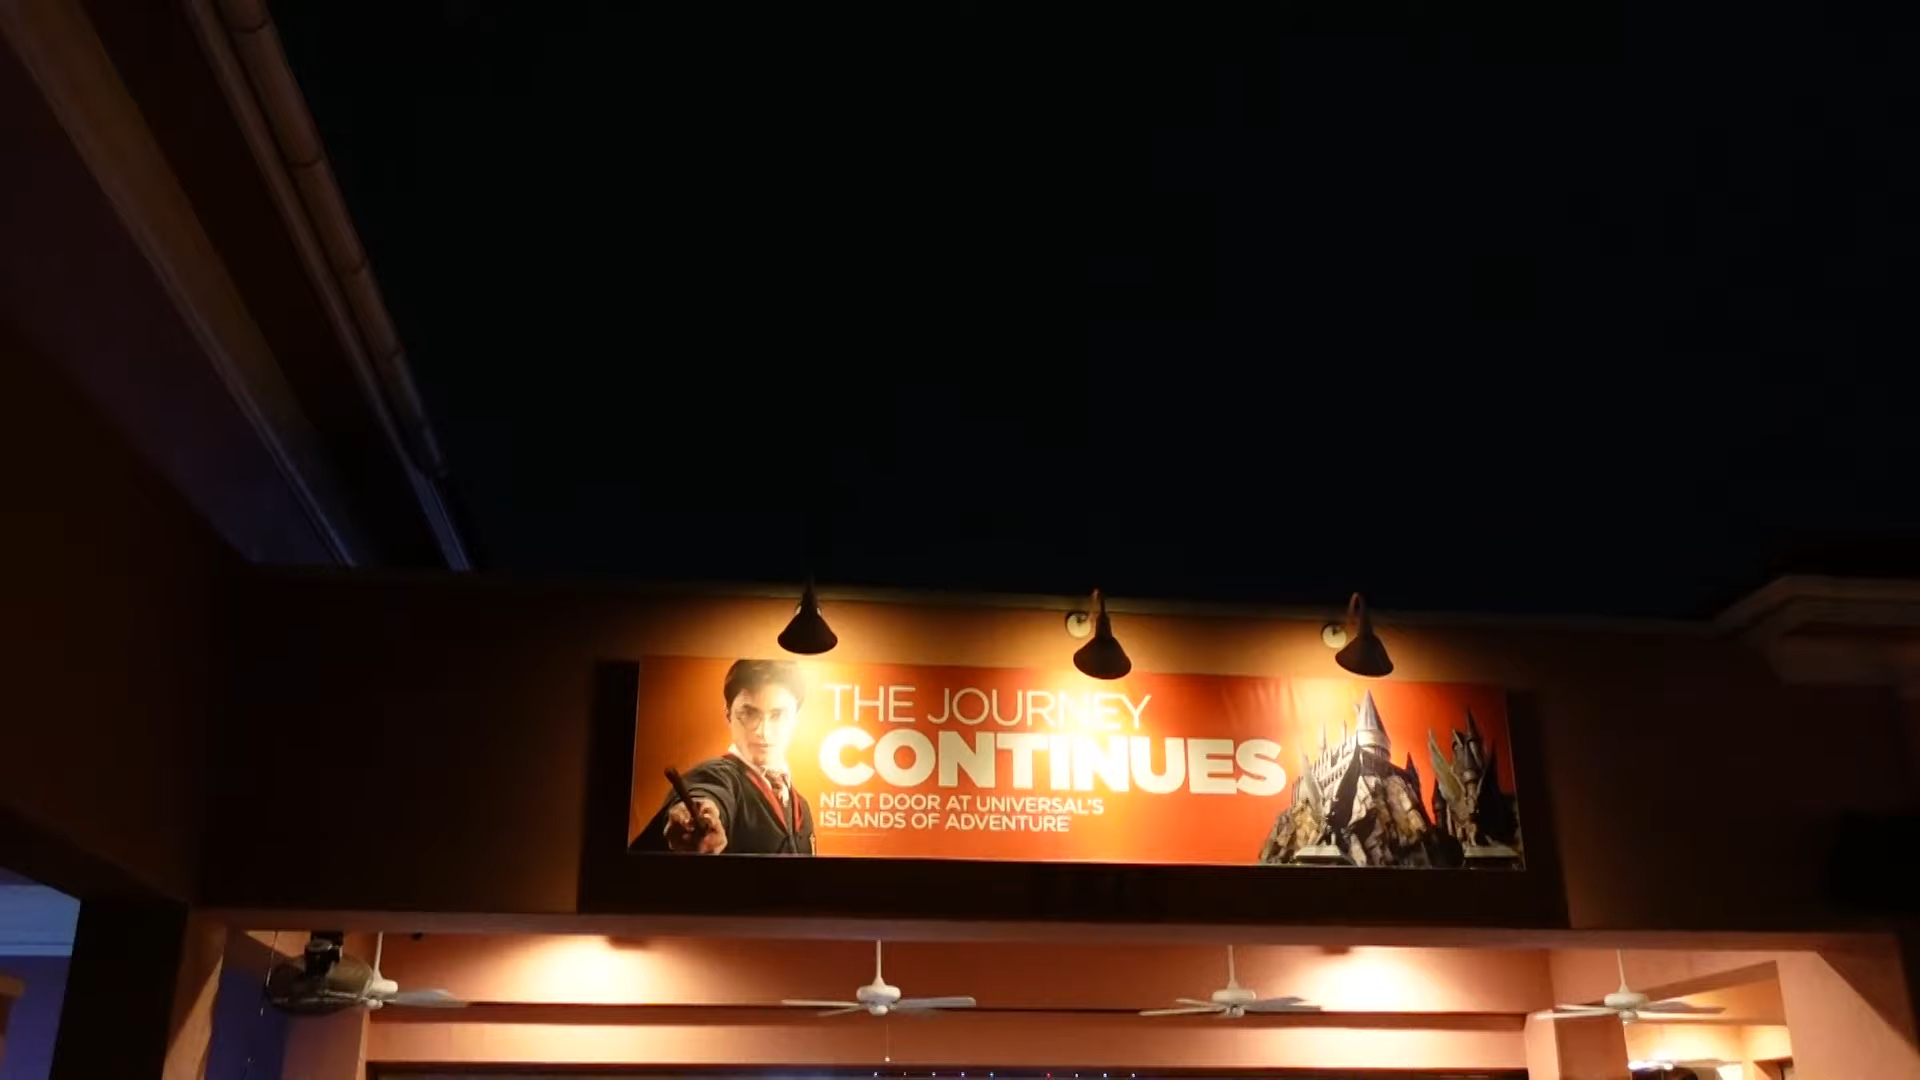 THE JOURNEY
CONTINUES
NEXT DOOR AT UNIVERSAL'S
ISLANDS OF ADVENTURE